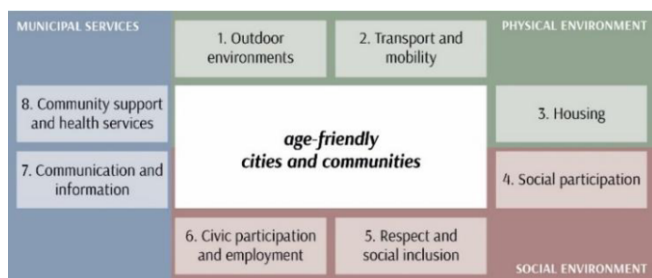 MUNICIPAL SERVICES
PHYSICAL ENVIRONMENT
1. Outdoor
environments
2. Transport and
mobility
8. Community support
and health services
age-friendly
cities and communities
3. Housing
7. Communication and
information
4. Social participation
6. Civic participation
and employment
5. Respect and
social inclusion
SOCIAL ENVIRONMENT